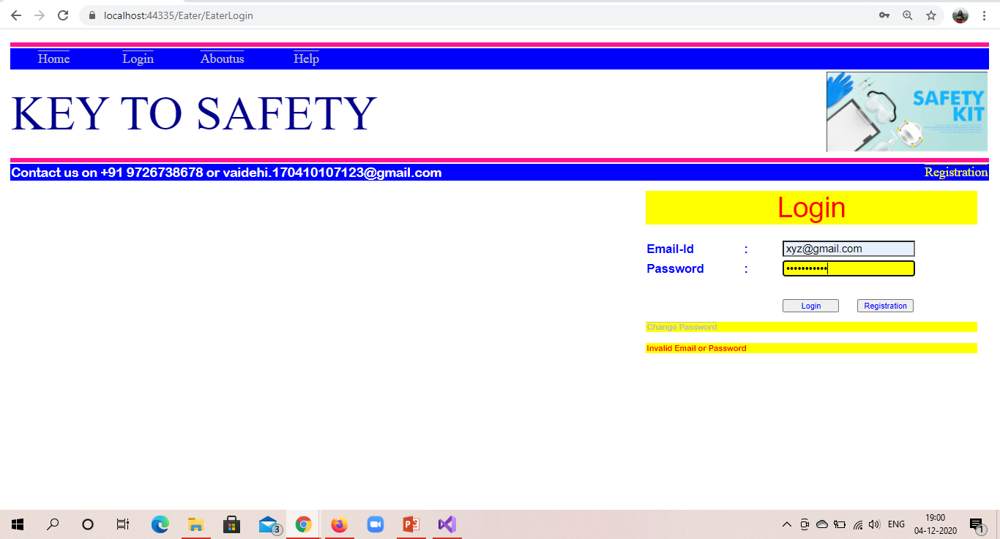 localhost:44335/Eater/EaterLogin
Home Login Aboutus Help
KEY TO SAFETY
SAFETY
KIT
Contact us on +91 9726738678 or vaidehi.170410107123@gmail.com Registration
Login
Email-Id : xyz@gmail.com
Password : •••••••••••
Login Registration
Change Password
Invalid Email or Password
3
ENG
19:00
04-12-2020
1